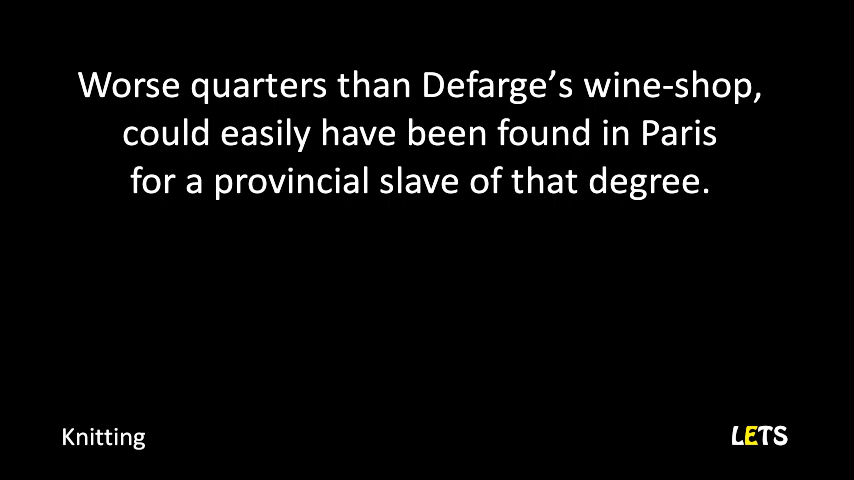 Worse quarters than Defarge’s wine-shop,
could easily have been found in Paris
for a provincial slave of that degree.
Knitting
LETS